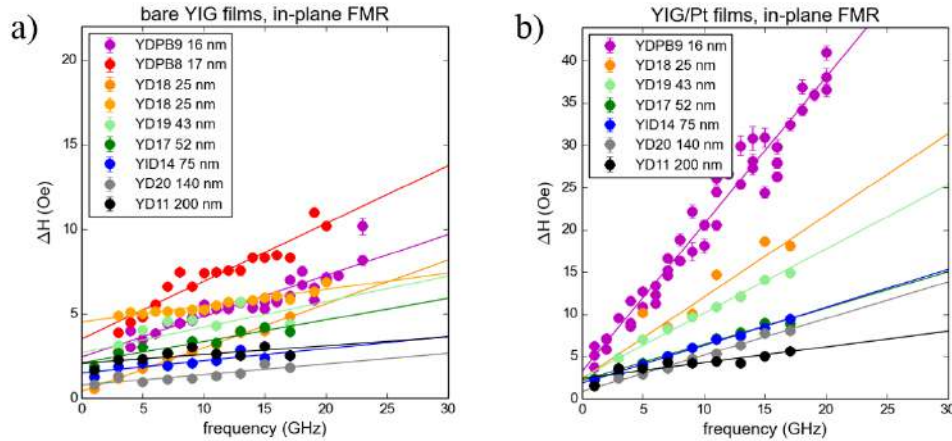 a)
bare YIG films, in-plane FMR
YDPB9 16 nm
YDPB8 17 nm
YD18 25 nm
YD18 25 nm
YD19 43 nm
YD17 52 nm
YID14 75 nm
YD20 140 nm
YD11 200 nm
20
15
10
5
0
ΔH (Oe)
0 5 10 15 20 25 30
frequency (GHz)
b)
YIG/Pt films, in-plane FMR
YDPB9 16 nm
YD18 25 nm
YD19 43 nm
YD17 52 nm
YID14 75 nm
YD20 140 nm
YD11 200 nm
40
35
30
25
20
15
10
5
0
ΔH (Oe)
0 5 10 15 20 25 30
frequency (GHz)